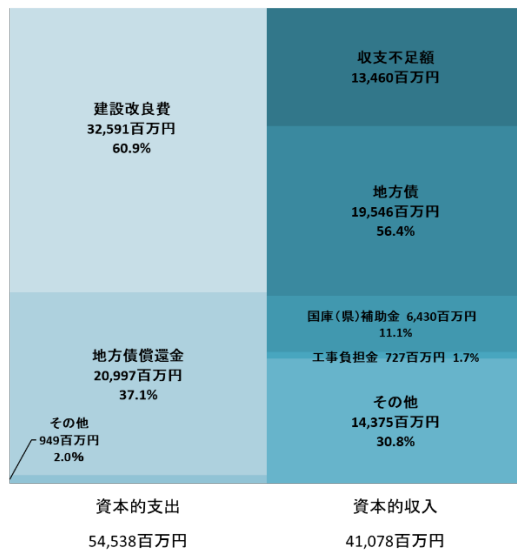 建設改良費
32,591百万円
60.9%
地方債償還金
20,997百万円
37.1%
その他
949百万円
2.0%
収支不足額
13,460百万円
地方債
19,546百万円
56.4%
国庫(県)補助金 6,430百万円
11.1%
工事負担金 727百万円 1.7%
その他
14,375百万円
30.8%
資本的支出
54,538百万円
資本的収入
41,078百万円